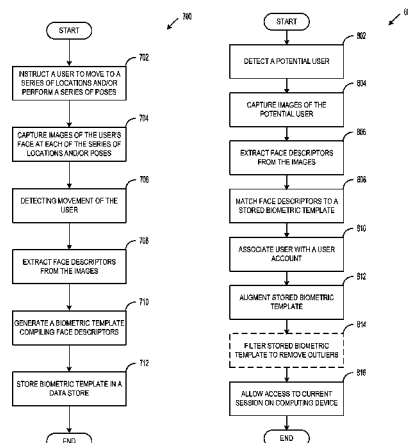 700
START
702
INSTRUCT A USER TO MOVE TO A
SERIES OF LOCATIONS AND/OR
PERFORM A SERIES OF POSES
704
CAPTURE IMAGES OF THE USER'S
FACE AT EACH OF THE SERIES OF
LOCATIONS AND/OR POSES
706
DETECTING MOVEMENT OF THE
USER
708
EXTRACT FACE DESCRIPTORS
FROM THE IMAGES
710
GENERATE A BIOMETRIC TEMPLATE
COMPILING FACE DESCRIPTORS
712
STORE BIOMETRIC TEMPLATE IN A
DATA STORE
END
START
802
DETECT A POTENTIAL USER
804
CAPTURE IMAGES OF THE
POTENTIAL USER
806
EXTRACT FACE DESCRIPTORS
FROM THE IMAGES
808
MATCH FACE DESCRIPTORS TO A
STORED BIOMETRIC TEMPLATE
810
ASSOCIATE USER WITH A USER
ACCOUNT
812
AUGMENT STORED BIOMETRIC
TEMPLATE
814
FILTER STORED BIOMETRIC
TEMPLATE TO REMOVE OUTLIERS
816
ALLOW ACCESS TO CURRENT
SESSION ON COMPUTING DEVICE
END